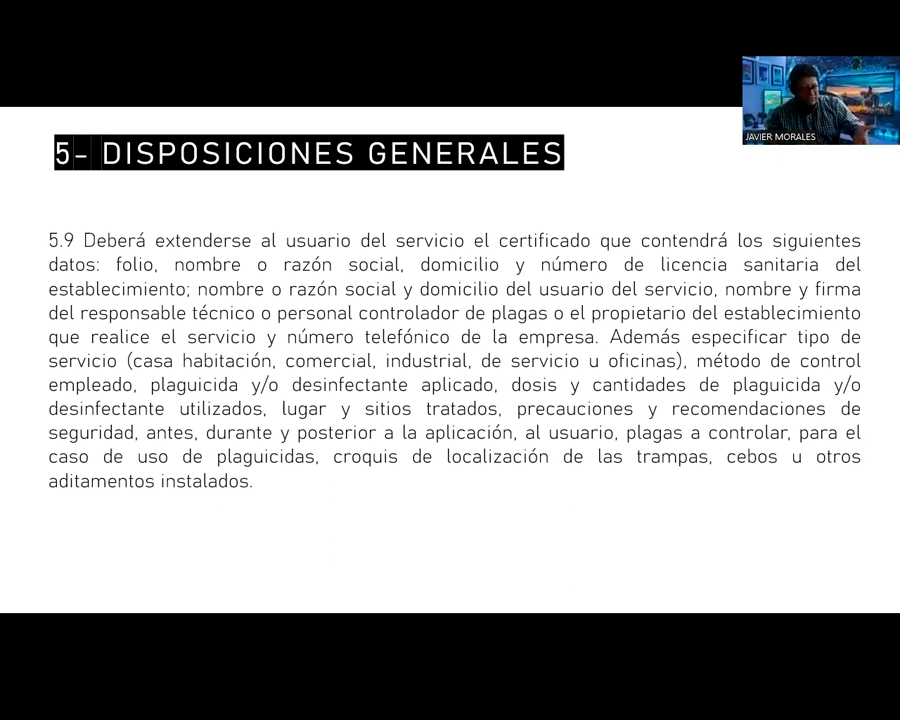 JAVIER MORALES
5- DISPOSICIONES GENERALES
5.9 Deberá extenderse al usuario del servicio el certificado que contendrá los siguientes
datos: folio, nombre o razón social, domicilio y número de licencia sanitaria del
establecimiento; nombre o razón social y domicilio del usuario del servicio, nombre y firma
del responsable técnico o personal controlador de plagas o el propietario del establecimiento
que realice el servicio y número telefónico de la empresa. Además especificar tipo de
servicio (casa habitación, comercial, industrial, de servicio u oficinas), método de control
empleado, plaguicida y/o desinfectante aplicado, dosis y cantidades de plaguicida y/o
desinfectante utilizados, lugar y sitios tratados, precauciones y recomendaciones de
seguridad, antes, durante y posterior a la aplicación, al usuario, plagas a controlar, para el
caso de uso de plaguicidas, croquis de localización de las trampas, cebos u otros
aditamentos instalados.